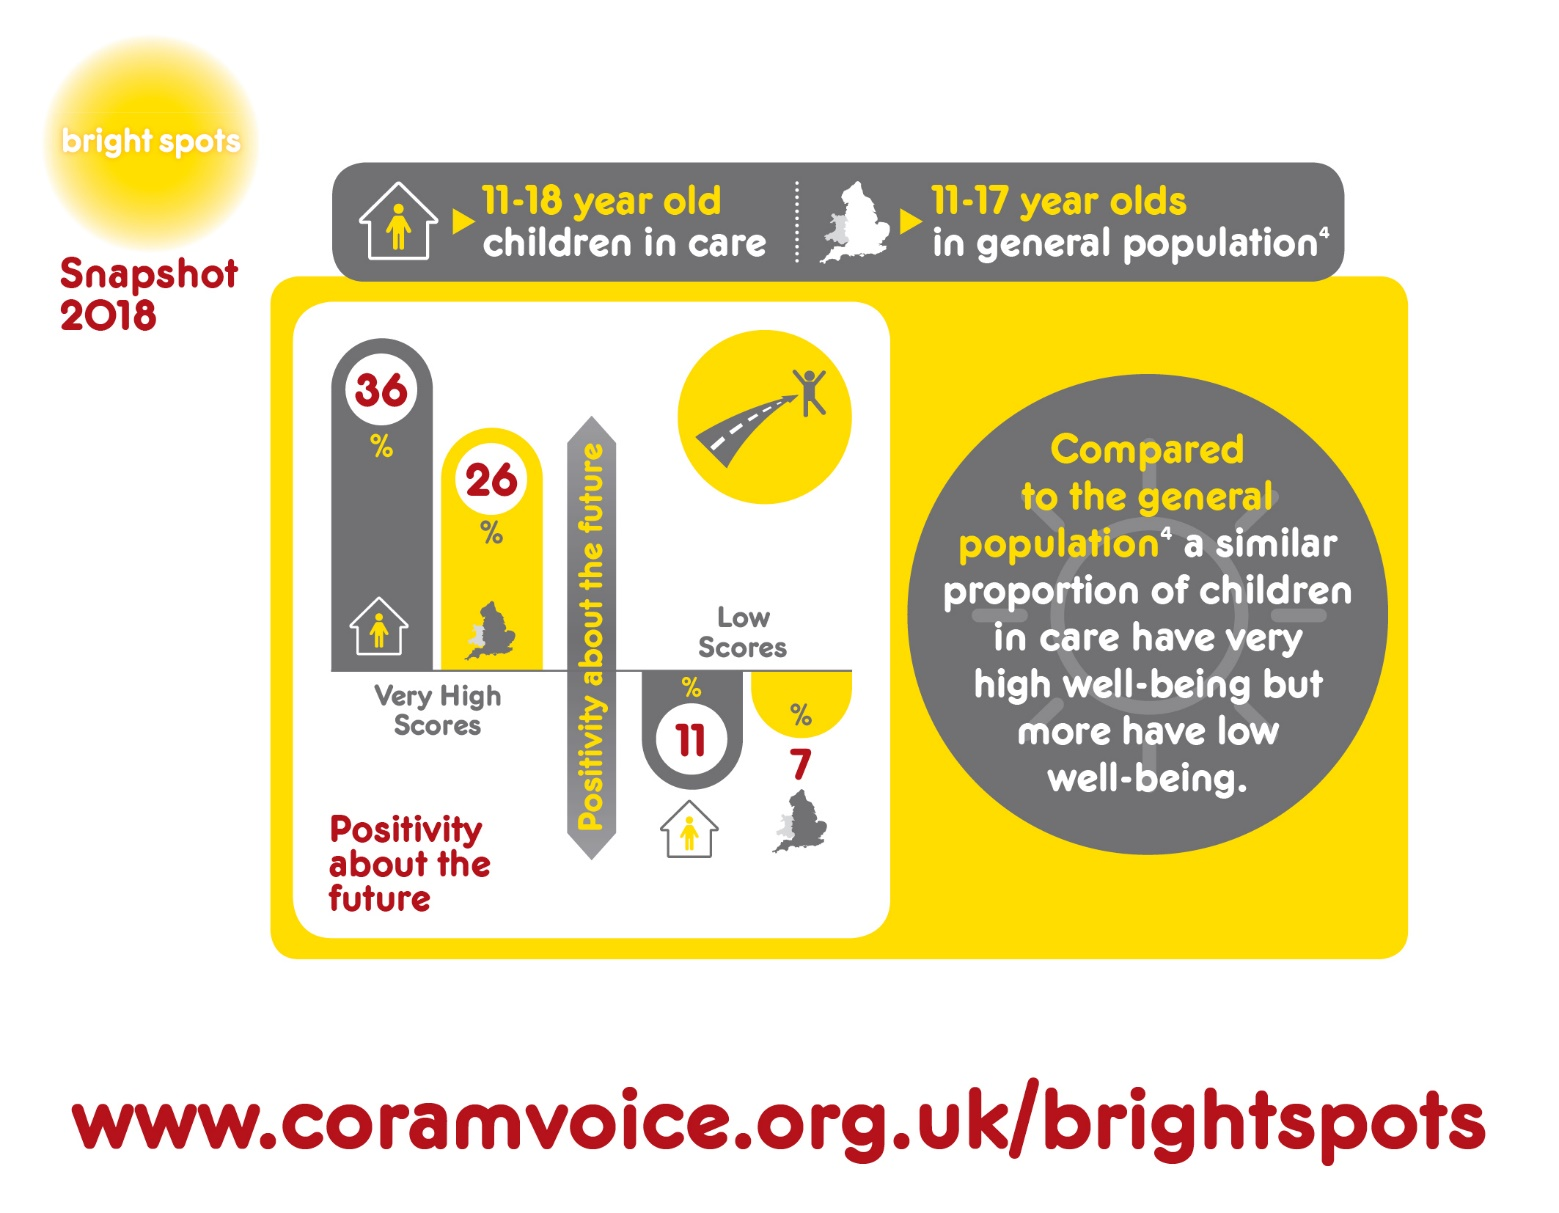 bright spots
Snapshot
2018
11-18 year old
children in care
11-17 year olds
in general population⁴
36
%
26
%
Very High
Scores
Positivity about the future
Low
Scores
%
11
%
7
Positivity
about the
future
Compared
to the general
population⁴ a similar
proportion of children
in care have very
high well-being but
more have low
well-being.
www.coramvoice.org.uk/brightspots